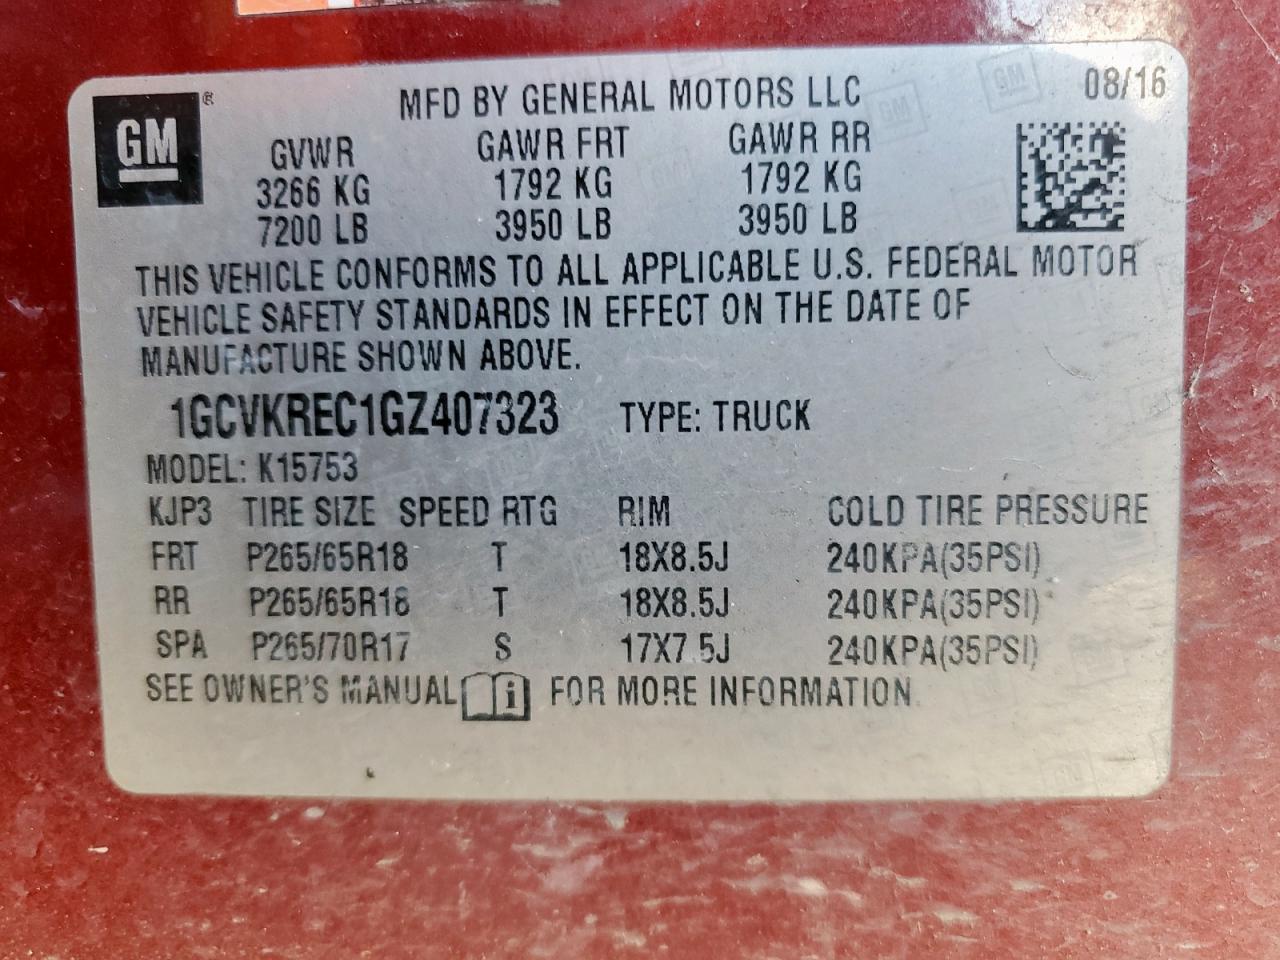 MFD BY GENERAL MOTORS LLC 08/16
GM ®
GVWR GAWR FRT GAWR RR
3266 KG 1792 KG 1792 KG
7200 LB 3950 LB 3950 LB
THIS VEHICLE CONFORMS TO ALL APPLICABLE U.S. FEDERAL MOTOR
VEHICLE SAFETY STANDARDS IN EFFECT ON THE DATE OF
MANUFACTURE SHOWN ABOVE.
1GCVKREC1GZ407323 TYPE: TRUCK
MODEL: K15753
KJP3 TIRE SIZE SPEED RTG RIM COLD TIRE PRESSURE
FRT P265/65R18 T 18X8.5J 240KPA(35PSI)
RR P265/65R18 T 18X8.5J 240KPA(35PSI)
SPA P265/70R17 S 17X7.5J 240KPA(35PSI)
SEE OWNER'S MANUAL i FOR MORE INFORMATION